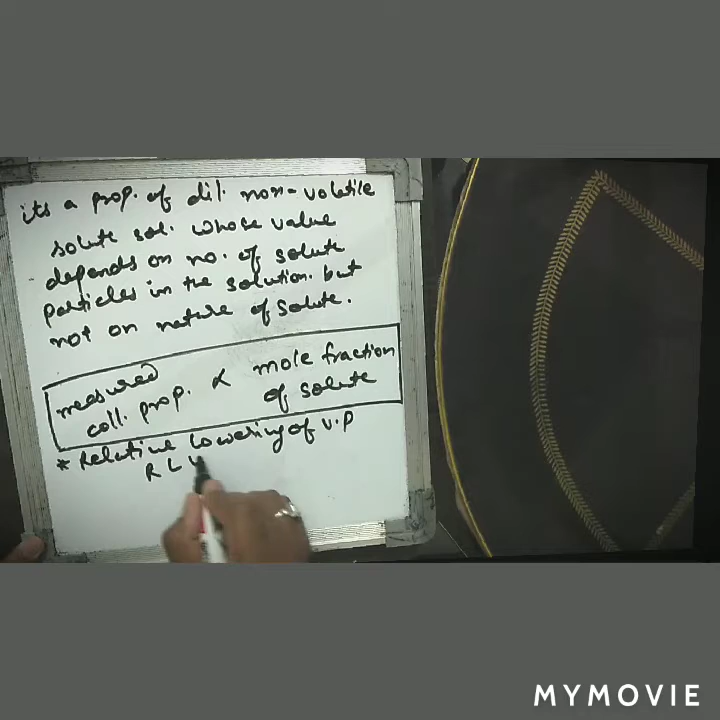 its a prop. of dil. non-volatile
solute sol. whose value
depends on no. of solute
particles in the solution. but
not on nature of solute.
measured
coll. prop. ∝ mole fraction
of solute
* Relative lowering of V.P
R L V
MYMOVIE